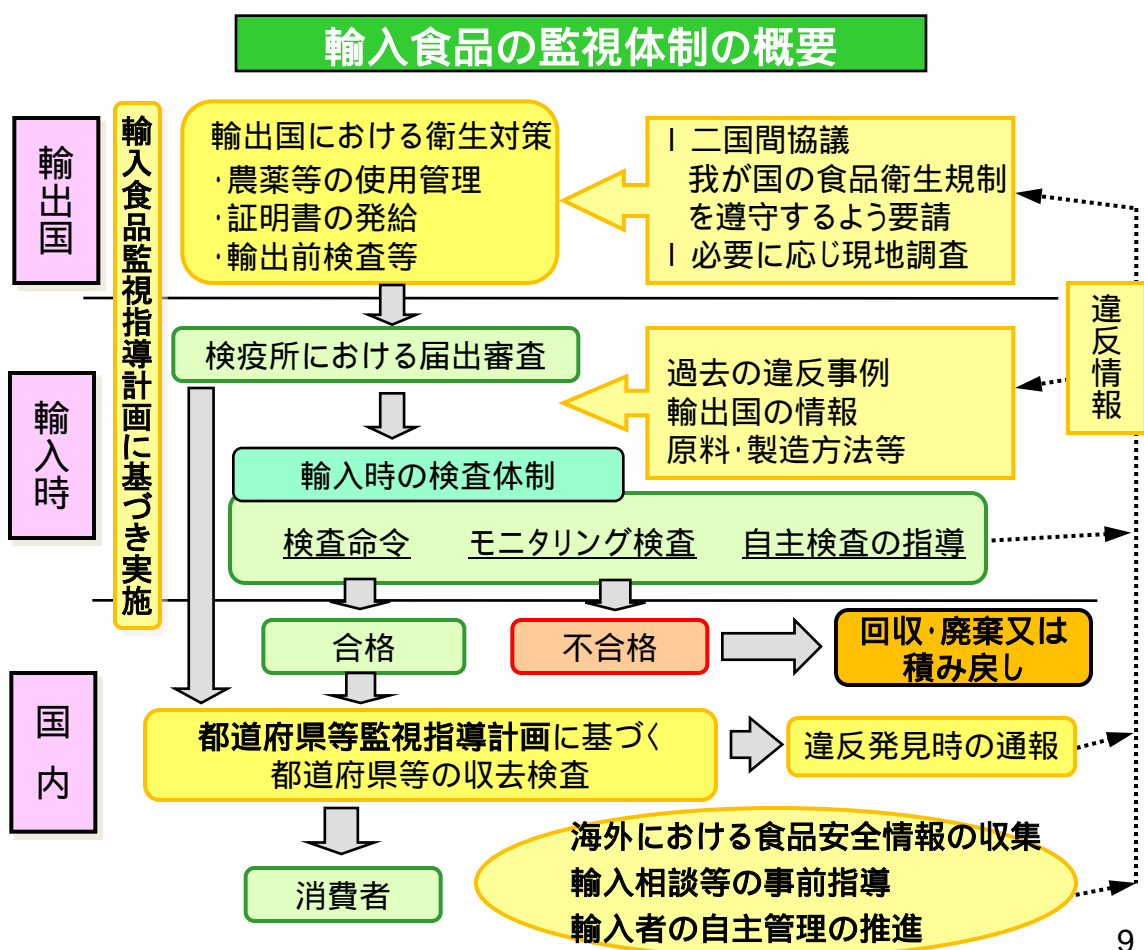 輸入食品の監視体制の概要
輸出国
輸入食品監視指導計画に基づき実施
輸出国における衛生対策
･農薬等の使用管理
･証明書の発給
･輸出前検査等
l 二国間協議
我が国の食品衛生規制
を遵守するよう要請
l 必要に応じ現地調査
違反情報
輸入時
検疫所における届出審査
過去の違反事例
輸出国の情報
原料･製造方法等
輸入時の検査体制
検査命令 モニタリング検査 自主検査の指導
合格
不合格
回収･廃棄又は
積み戻し
国内
都道府県等監視指導計画に基づく
都道府県等の収去検査
違反発見時の通報
消費者
海外における食品安全情報の収集
輸入相談等の事前指導
輸入者の自主管理の推進
9